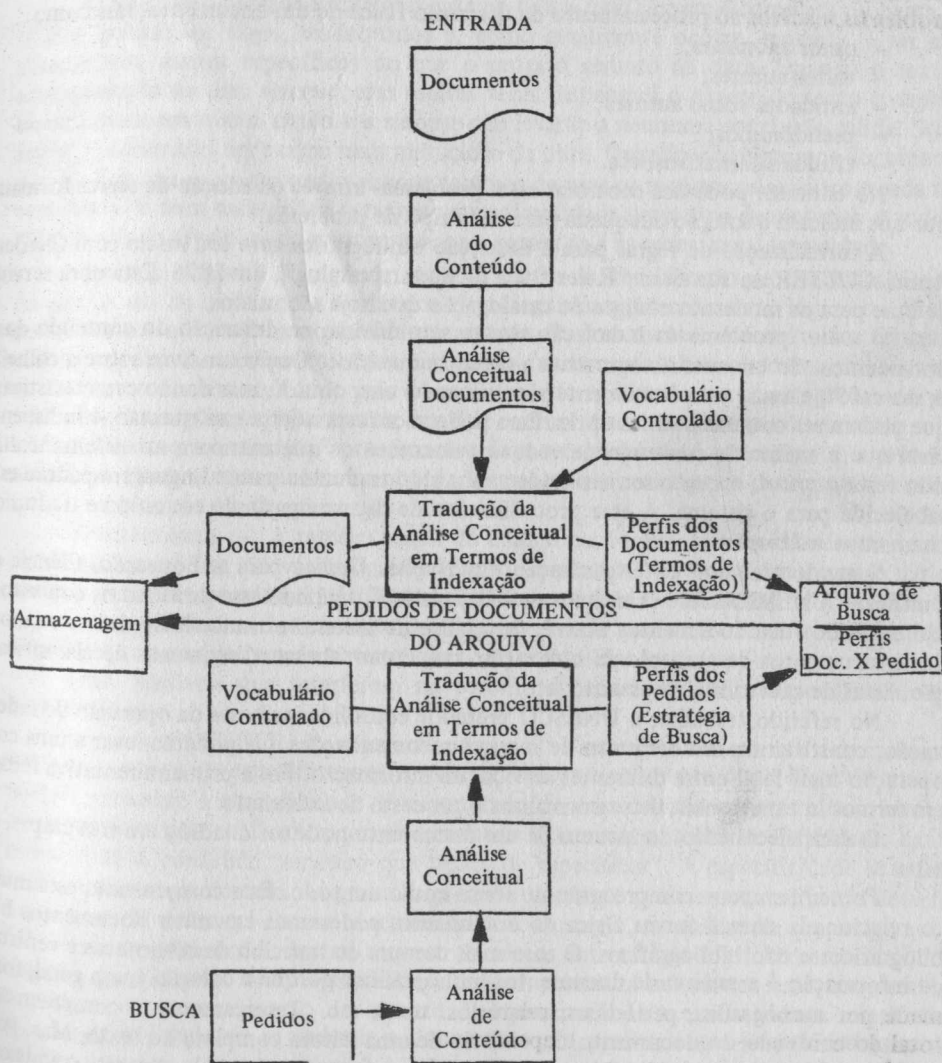 ENTRADA
Documentos
Análise
do
Conteúdo
Análise
Conceitual
Documentos
Vocabulário
Controlado
Tradução da
Análise Conceitual
em Termos de
Indexação
Documentos
Perfis dos
Documentos
(Termos de
Indexação)
Armazenagem
PEDIDOS DE DOCUMENTOS
DO ARQUIVO
Arquivo de
Busca
Perfis
Doc. X Pedido
Vocabulário
Controlado
Tradução da
Análise Conceitual
em Termos de
Indexação
Perfis dos
Pedidos
(Estratégia
de Busca)
Análise
Conceitual
BUSCA
Pedidos
Análise
de
Conteúdo